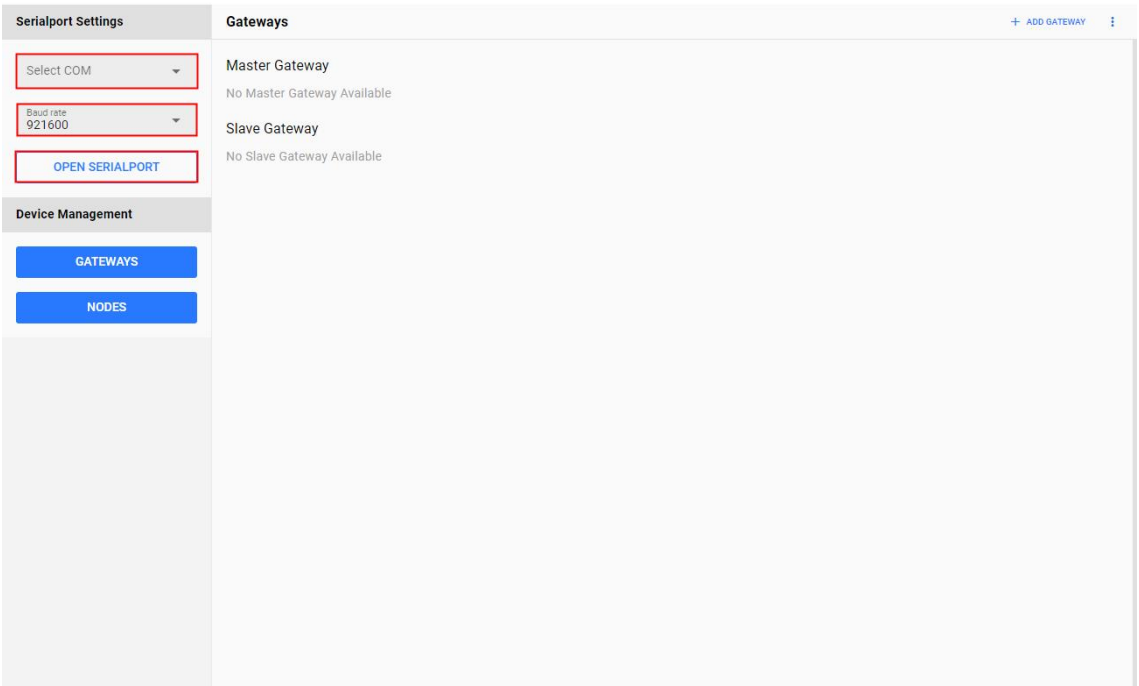 Serialport Settings
Select COM
Baud rate
921600
OPEN SERIALPORT
Device Management
GATEWAYS
NODES
Gateways
+ ADD GATEWAY
Master Gateway
No Master Gateway Available
Slave Gateway
No Slave Gateway Available